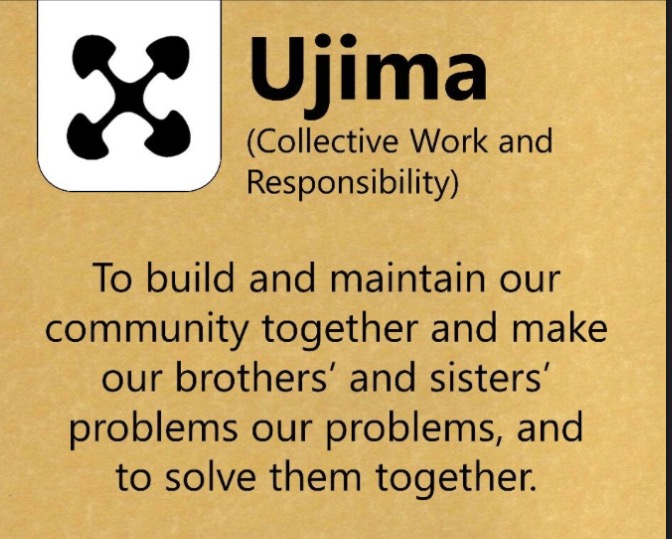 Ujima
(Collective Work and
Responsibility)
To build and maintain our
community together and make
our brothers’ and sisters’
problems our problems, and
to solve them together.